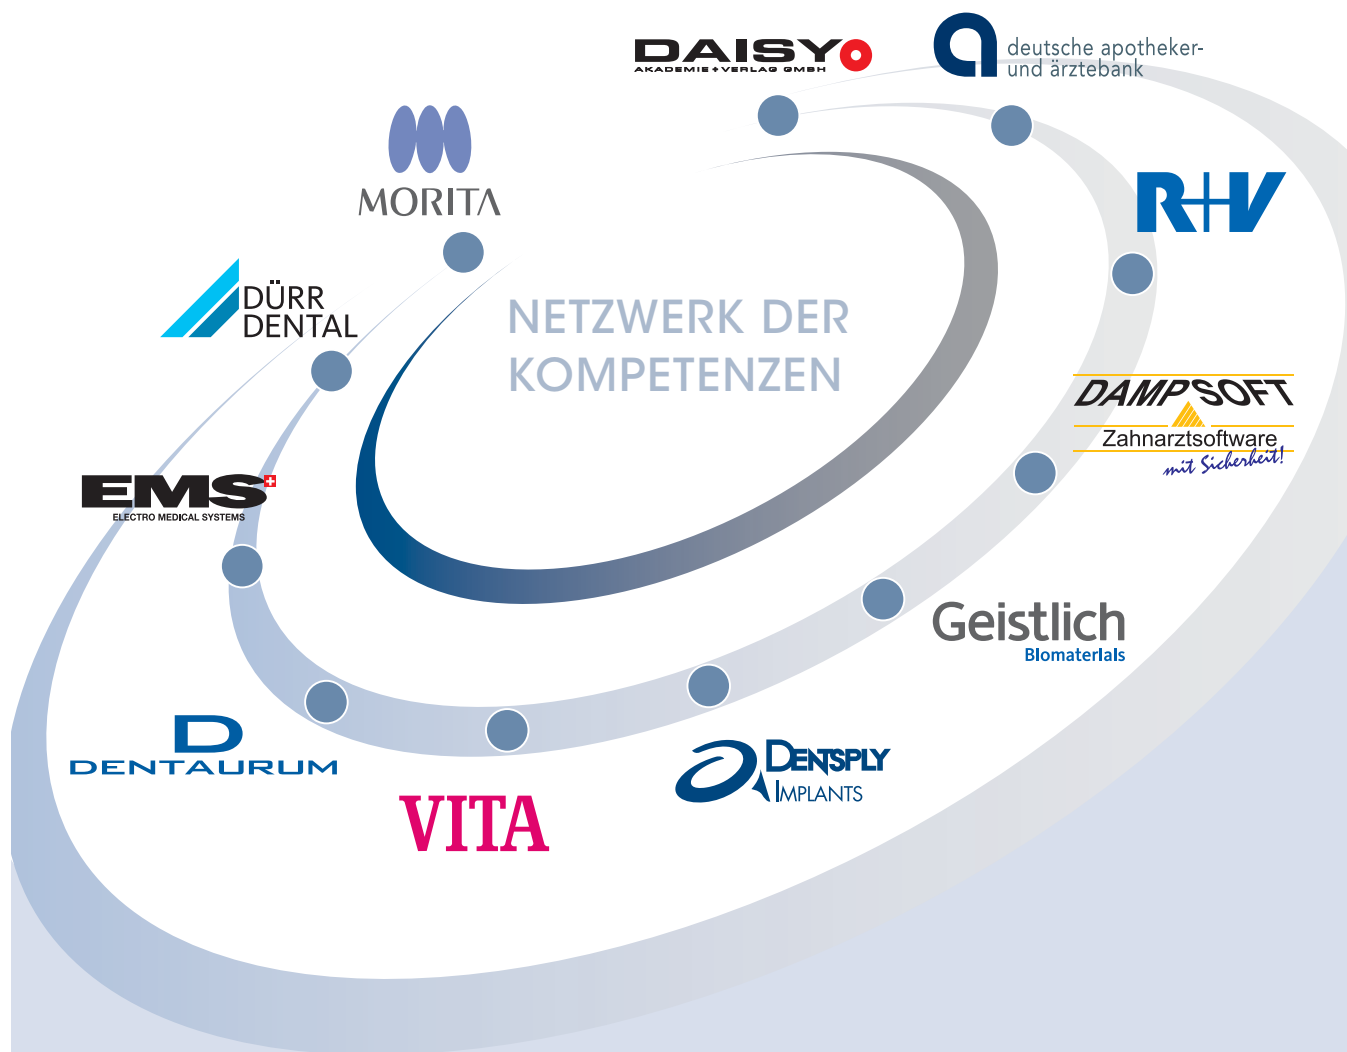 DAISY
AKADEMIE+VERLAG GMBH
deutsche apotheker-
und ärztebank
MORITA
R+V
DÜRR
DENTAL
NETZWERK DER
KOMPETENZEN
DAMPSOFT
Zahnarztsoftware
mit Sicherheit!
EMS
ELECTRO MEDICAL SYSTEMS
Geistlich
Biomaterials
D
DENTAURUM
DENTSPLY
IMPLANTS
VITA